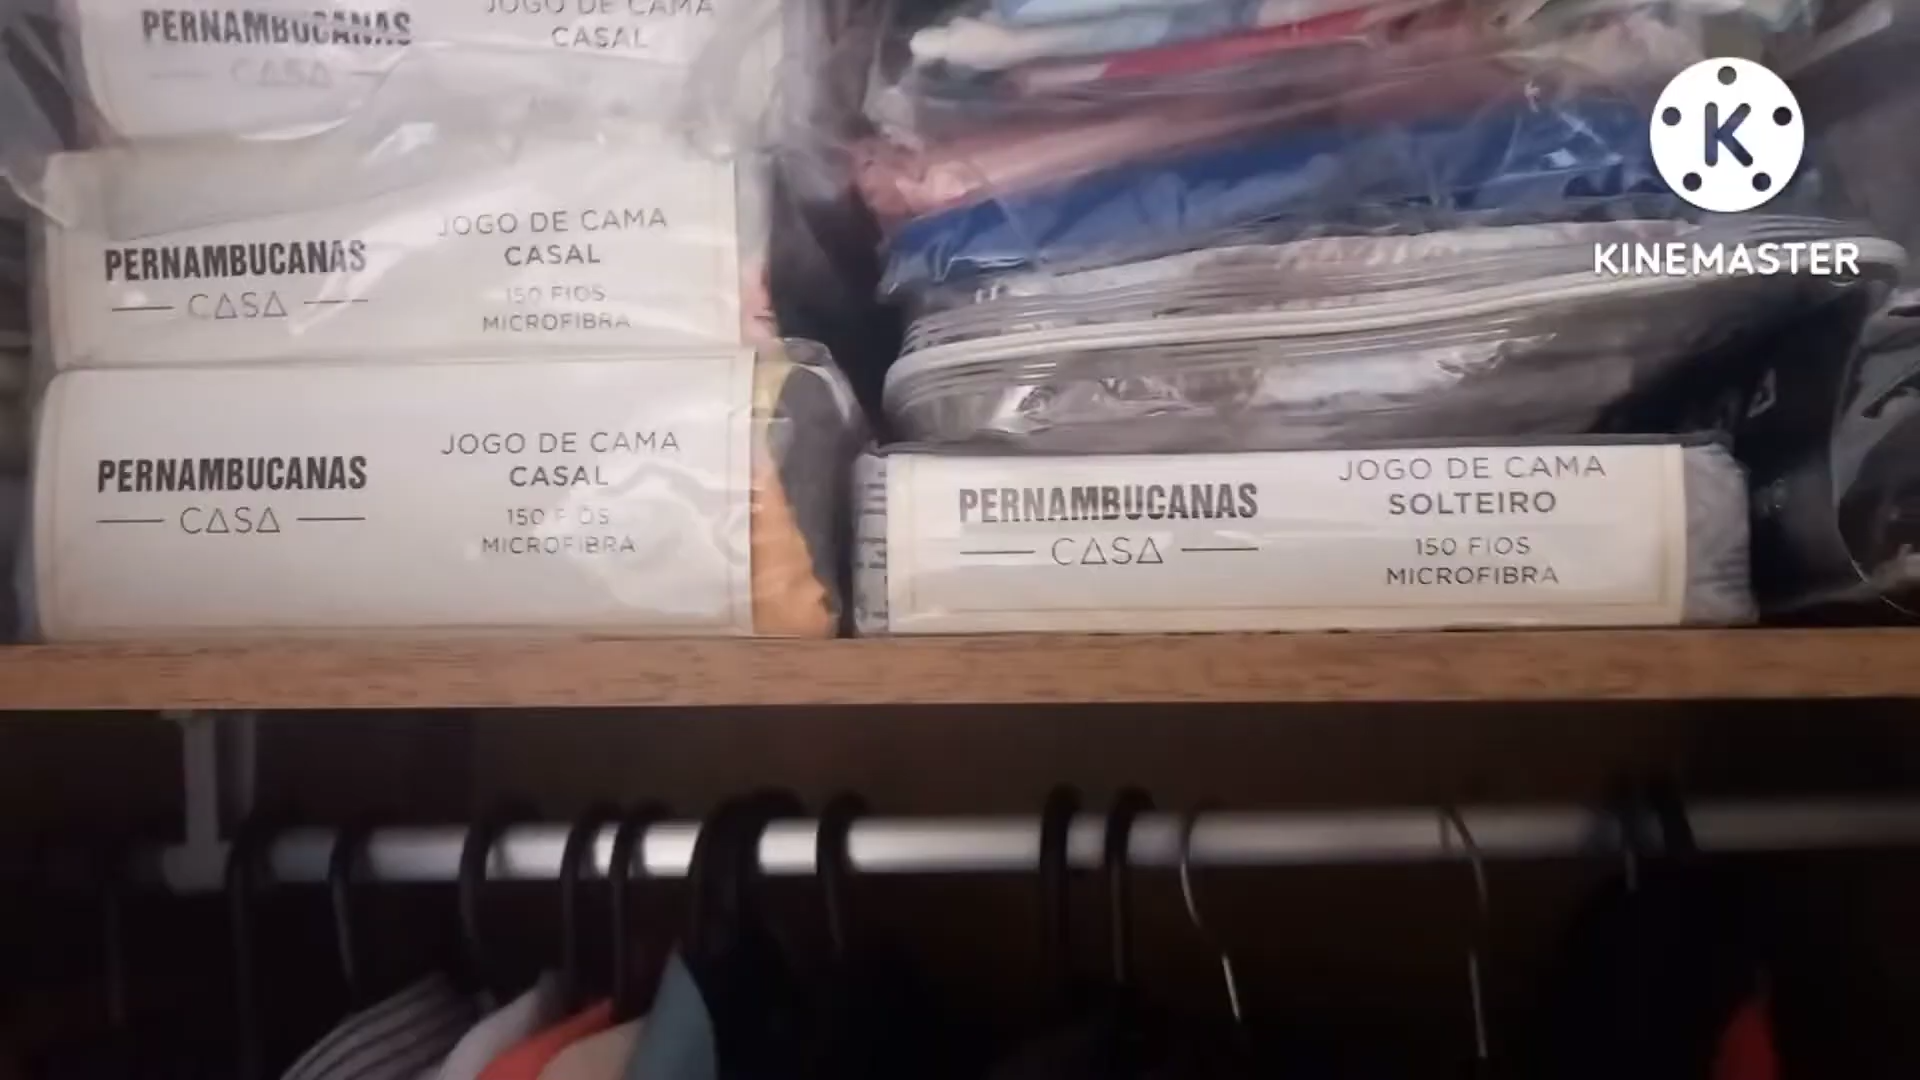 PERNAMBUCANAS
CASA
JOGO DE CAMA
CASAL
PERNAMBUCANAS
CASA
JOGO DE CAMA
CASAL
150 FIOS
MICROFIBRA
PERNAMBUCANAS
CASA
JOGO DE CAMA
CASAL
150 FIOS
MICROFIBRA
PERNAMBUCANAS
CASA
JOGO DE CAMA
SOLTEIRO
150 FIOS
MICROFIBRA
K
KINEMASTER